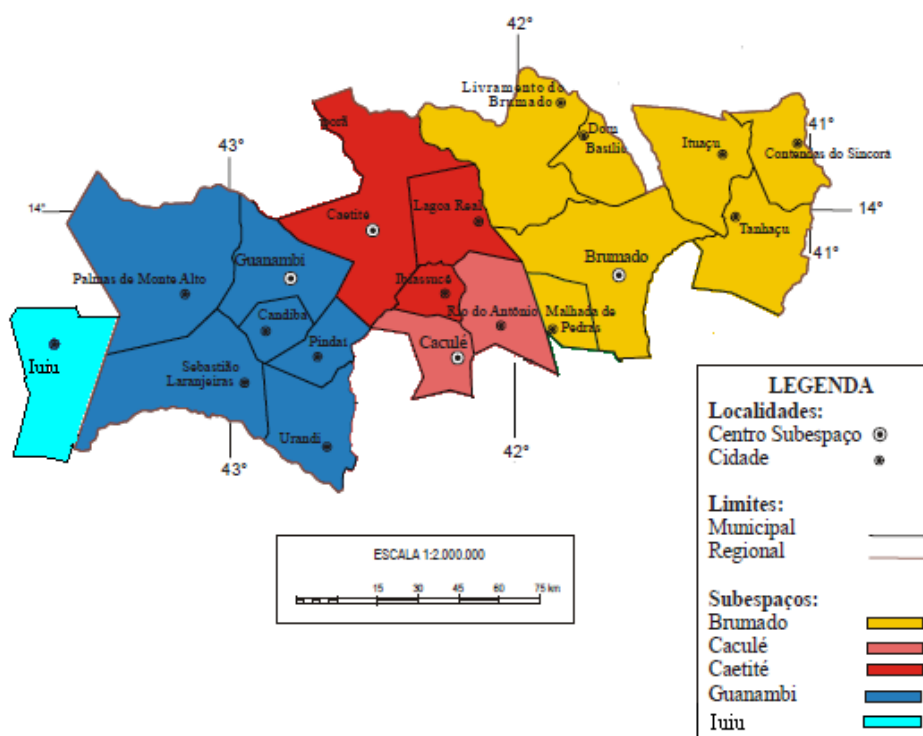 42°
Livramento do
Brumado
Dom
Basílio
Ituaçu
41°
Contendas do Sincorá
porã
43°
14°
Caetité
Lagoa Real
14°
Tanhaçu
41°
Guanambi
Palmas de Monte Alto
Brumado
Ibiassucê
Candiba
Rio do Antônio
Malhada de
Pedras
Iuiu
Pindaí
Caculé
Sebastião
Laranjeiras
42°
Urandi
43°
ESCALA 1:2.000.000
15 30 45 60 75 km
LEGENDA
Localidades:
Centro Subespaço
Cidade
Limites:
Municipal
Regional
Subespaços:
Brumado
Caculé
Caetité
Guanambi
Iuiu